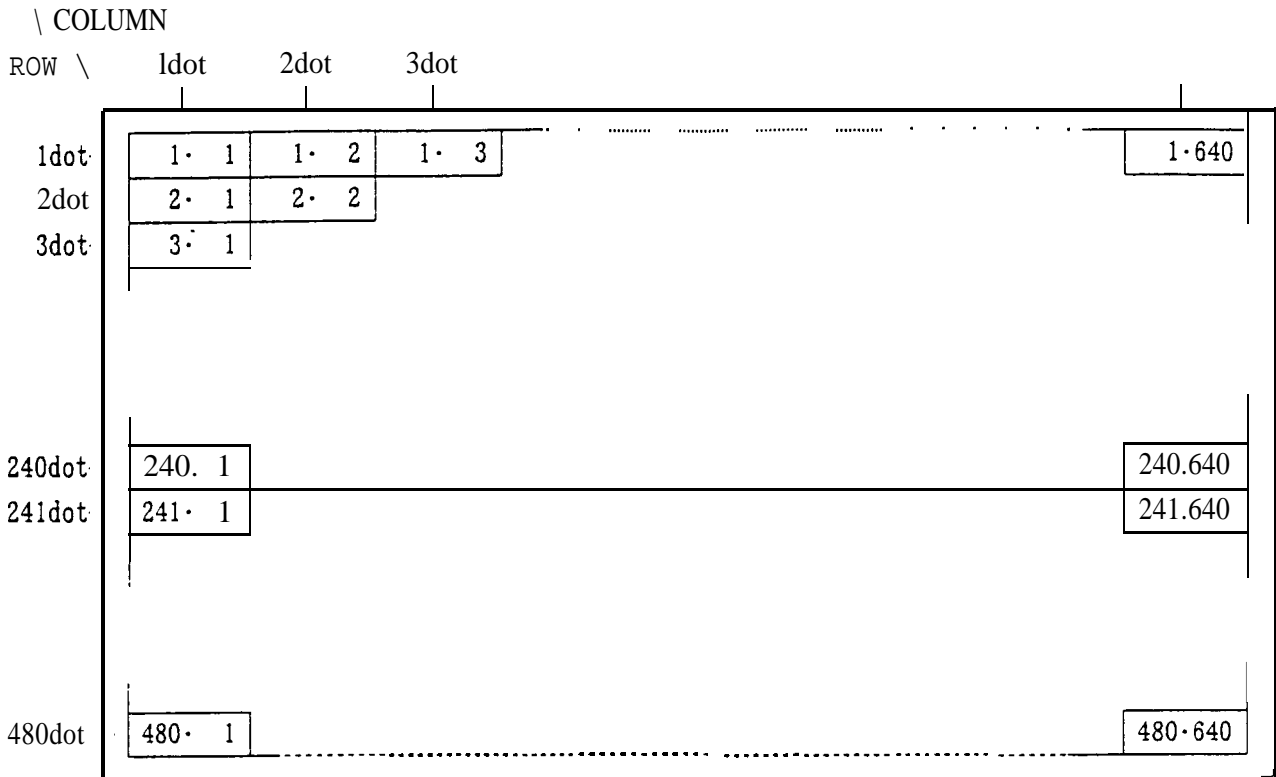 \ COLUMN
ROW \ 1dot 2dot 3dot
1dot 1· 1 1· 2 1· 3 1·640
2dot 2· 1 2· 2
3dot 3· 1
240dot 240. 1 240.640
241dot 241· 1 241.640
480dot 480· 1 480·640